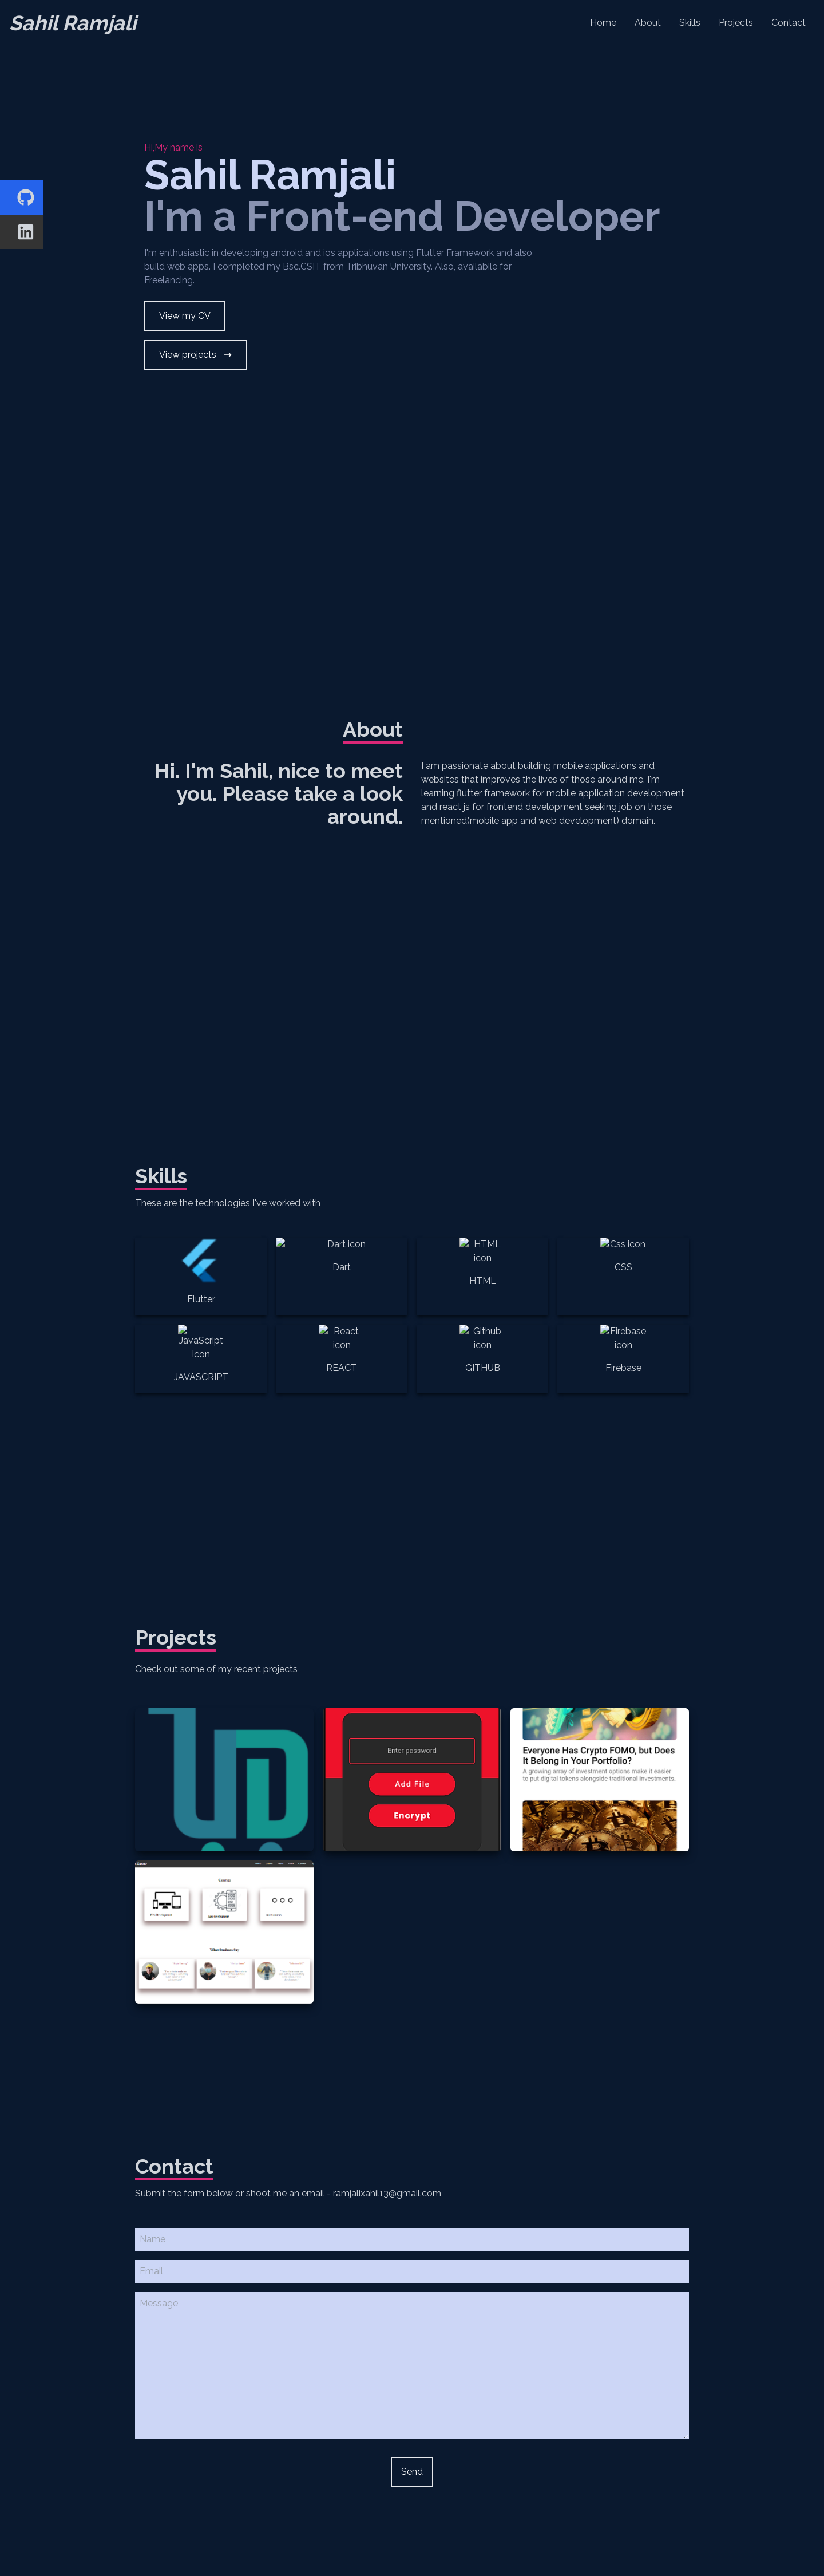 Sahil Ramjali
Home About Skills Projects Contact
Hi,My name is
Sahil Ramjali
I'm a Front-end Developer
I'm enthusiastic in developing android and ios applications using Flutter Framework and also
build web apps. I completed my Bsc.CSIT from Tribhuvan University. Also, availabile for
Freelancing.
View my CV
View projects →
About
Hi. I'm Sahil, nice to meet
you. Please take a look
around.
I am passionate about building mobile applications and
websites that improves the lives of those around me. I'm
learning flutter framework for mobile application development
and react js for frontend development seeking job on those
mentioned(mobile app and web development) domain.
Skills
These are the technologies I've worked with
Flutter
Dart icon
Dart
HTML
icon
HTML
Css icon
CSS
JavaScript
icon
JAVASCRIPT
React
icon
REACT
Github
icon
GITHUB
Firebase
icon
Firebase
Projects
Check out some of my recent projects
Enter password
Add File
Encrypt
Everyone Has Crypto FOMO, but Does
It Belong in Your Portfolio?
A growing array of investment options make it easier
to put digital tokens alongside traditional investments.
Courses
What Students Say
Contact
Submit the form below or shoot me an email - ramjalixahil13@gmail.com
Name
Email
Message
Send